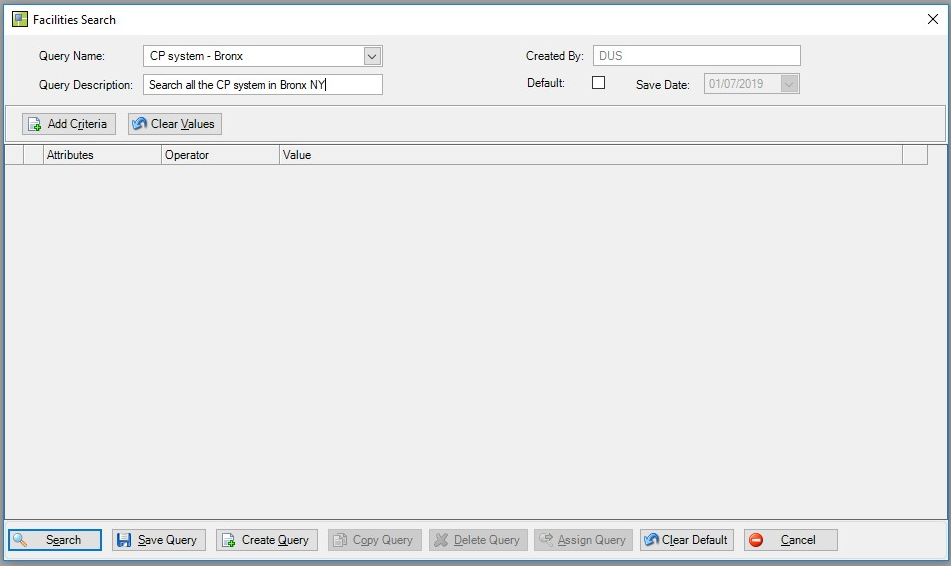 Facilities Search
Query Name: CP system - Bronx Created By: DUS
Query Description: Search all the CP system in Bronx NY Default: Save Date: 01/07/2019
Add Criteria Clear Values
Attributes Operator Value
Search Save Query Create Query Copy Query Delete Query Assign Query Clear Default Cancel